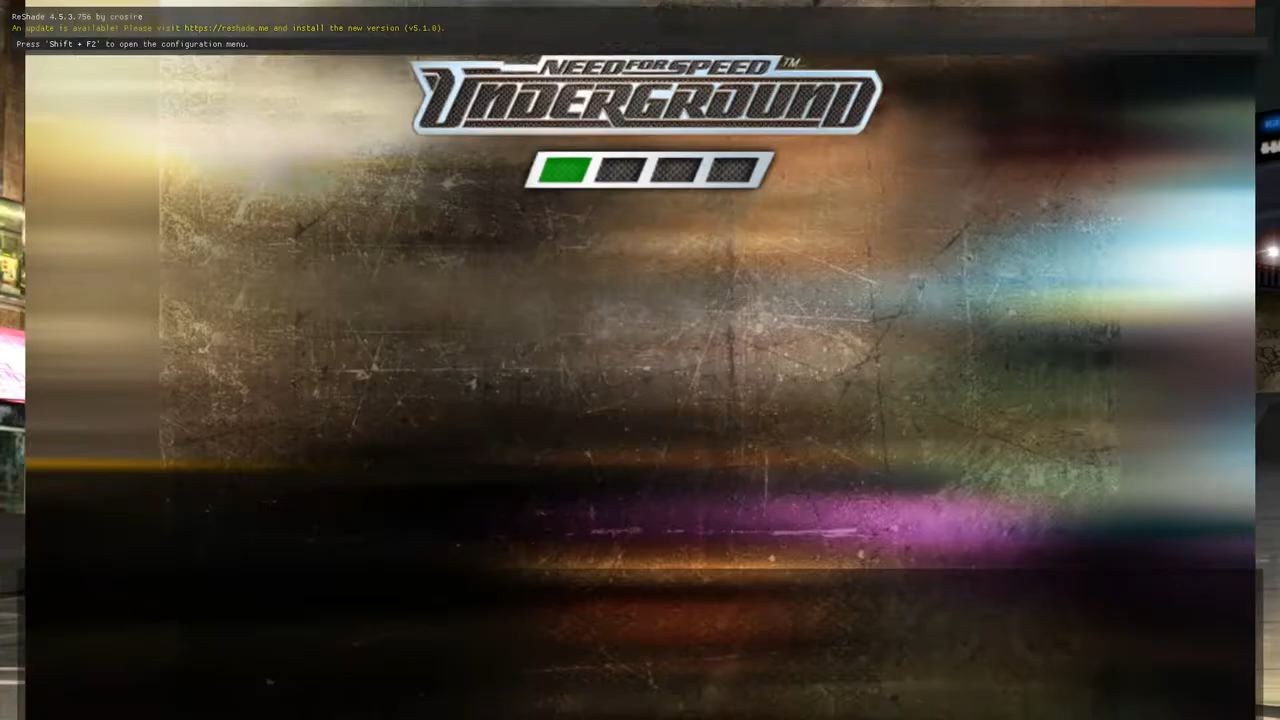 ReShade 4.5.3.756 by crosire
An update is available! Please visit https://reshade.me and install the new version (v5.1.0).
Press 'Shift + F2' to open the configuration menu.
NEED FOR SPEED™
UNDERGROUND